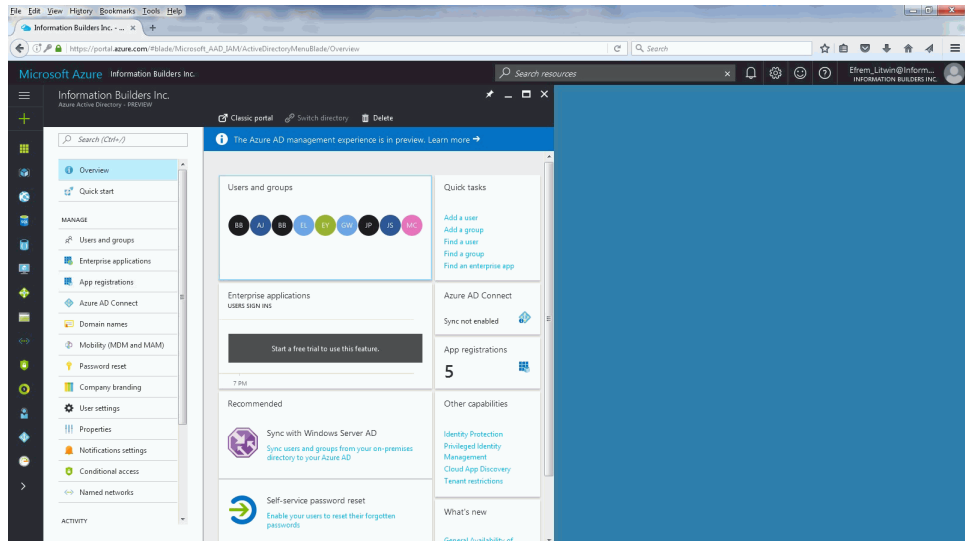 File Edit View History Bookmarks Tools Help
Information Builders Inc. - ... × +
https://portal.azure.com/#blade/Microsoft_AAD_IAM/ActiveDirectoryMenuBlade/Overview
Search
Microsoft Azure Information Builders Inc.
Search resources ×
Efrem_Litwin@Inform...
INFORMATION BUILDERS INC.
Information Builders Inc.
Azure Active Directory - PREVIEW
Classic portal Switch directory Delete
Search (Ctrl+/)
The Azure AD management experience is in preview. Learn more →
Overview
Quick start
MANAGE
Users and groups
Enterprise applications
App registrations
Azure AD Connect
Domain names
Mobility (MDM and MAM)
Password reset
Company branding
User settings
Properties
Notifications settings
Conditional access
Named networks
ACTIVITY
Users and groups
BB AJ BB EL EY GW JP JS MC
Enterprise applications
USERS SIGN INS
Start a free trial to use this feature.
7 PM
Recommended
Sync with Windows Server AD
Sync users and groups from your on-premises
directory to your Azure AD
Self-service password reset
Enable your users to reset their forgotten
passwords
Quick tasks
Add a user
Add a group
Find a user
Find a group
Find an enterprise app
Azure AD Connect
Sync not enabled
App registrations
5
Other capabilities
Identity Protection
Privileged Identity
Management
Cloud App Discovery
Tenant restrictions
What's new
General Availability of